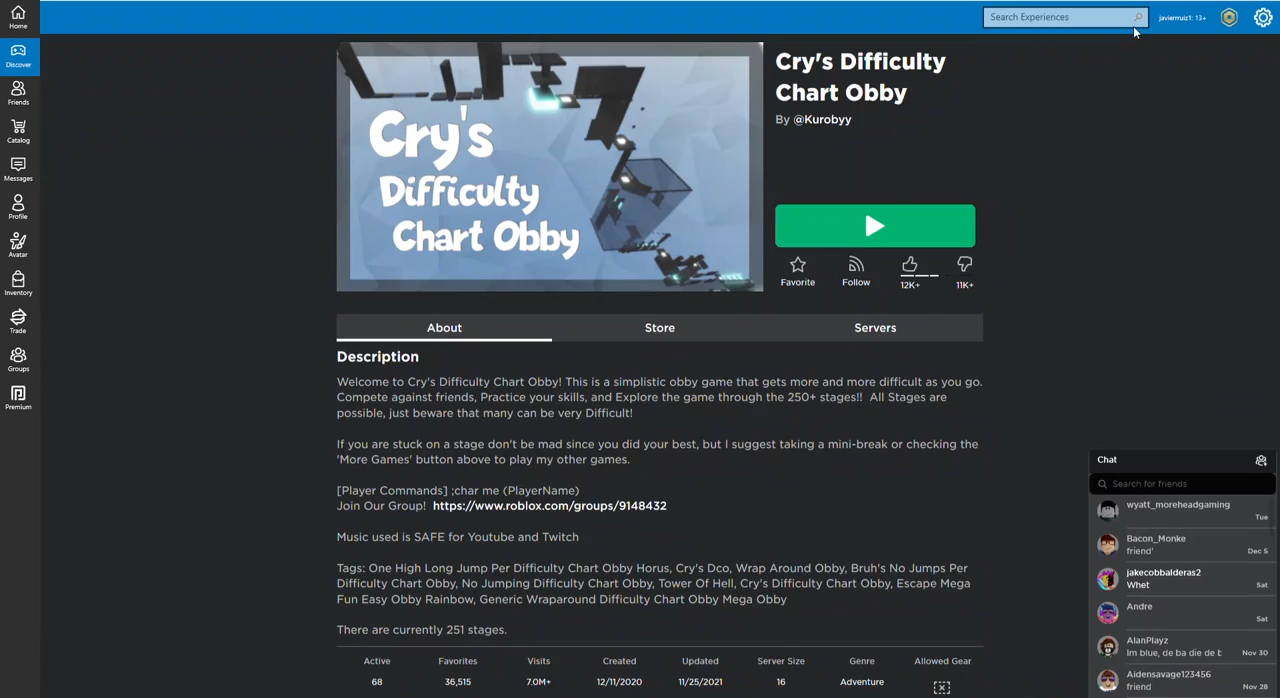 Home
Discover
Friends
Catalog
Messages
Profile
Avatar
Inventory
Trade
Groups
Premium
Search Experiences
javierrruiz1: 13+
Cry's
Difficulty
Chart Obby
Cry's Difficulty
Chart Obby
By @Kurobyy
Favorite
Follow
12K+
11K+
About
Store
Servers
Description
Welcome to Cry's Difficulty Chart Obby! This is a simplistic obby game that gets more and more difficult as you go.
Compete against friends, Practice your skills, and Explore the game through the 250+ stages!! All Stages are
possible, just beware that many can be very Difficult!
If you are stuck on a stage don't be mad since you did your best, but I suggest taking a mini-break or checking the
'More Games' button above to play my other games.
[Player Commands] ;char me (PlayerName)
Join Our Group! https://www.roblox.com/groups/9148432
Music used is SAFE for Youtube and Twitch
Tags: One High Long Jump Per Difficulty Chart Obby Horus, Cry's Dco, Wrap Around Obby, Bruh's No Jumps Per
Difficulty Chart Obby, No Jumping Difficulty Chart Obby, Tower Of Hell, Cry's Difficulty Chart Obby, Escape Mega
Fun Easy Obby Rainbow, Generic Wraparound Difficulty Chart Obby Mega Obby
There are currently 251 stages.
Active
Favorites
Visits
Created
Updated
Server Size
Genre
Allowed Gear
68
36,515
7.0M+
12/11/2020
11/25/2021
16
Adventure
Chat
Search for friends
wyatt_moreheadgaming
Tue
Bacon_Monke
friend'
Dec 5
jakecobbalderas2
Whet
Sat
Andre
Sat
AlanPlayz
Im blue, de ba die de t
Nov 30
Aidensavage123456
friend
Nov 28